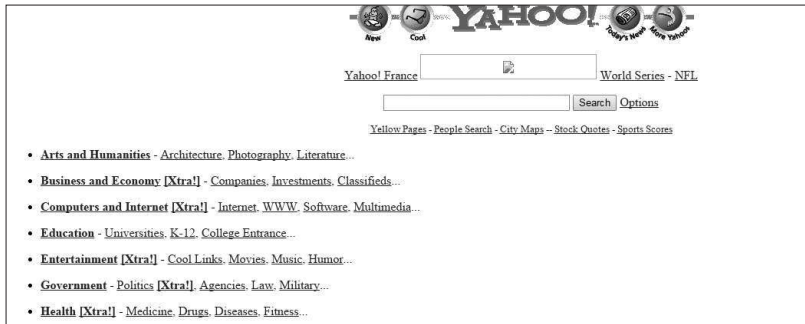 YAHOO!
New Cool Today's News More Yahoos
Yahoo! France World Series - NFL
Search Options
Yellow Pages - People Search - City Maps -- Stock Quotes - Sports Scores
• Arts and Humanities - Architecture, Photography, Literature...
• Business and Economy [Xtra!] - Companies, Investments, Classifieds...
• Computers and Internet [Xtra!] - Internet, WWW, Software, Multimedia...
• Education - Universities, K-12, College Entrance...
• Entertainment [Xtra!] - Cool Links, Movies, Music, Humor...
• Government - Politics [Xtra!], Agencies, Law, Military...
• Health [Xtra!] - Medicine, Drugs, Diseases, Fitness...